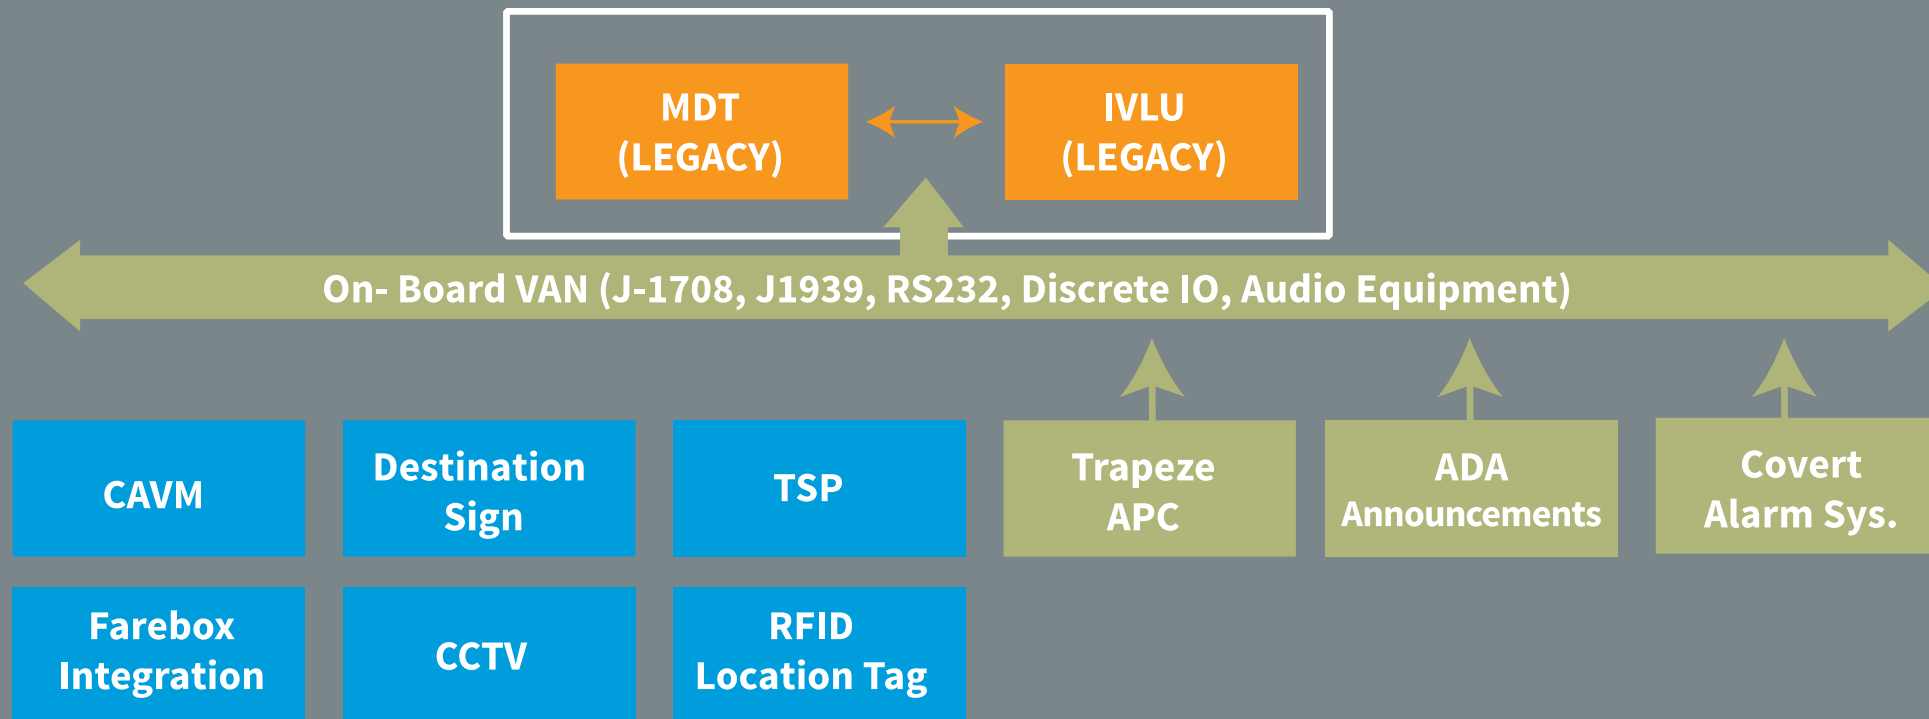 MDT
(LEGACY)
IVLU
(LEGACY)
On- Board VAN (J-1708, J1939, RS232, Discrete IO, Audio Equipment)
CAVM
Destination
Sign
TSP
Trapeze
APC
ADA
Announcements
Covert
Alarm Sys.
Farebox
Integration
CCTV
RFID
Location Tag